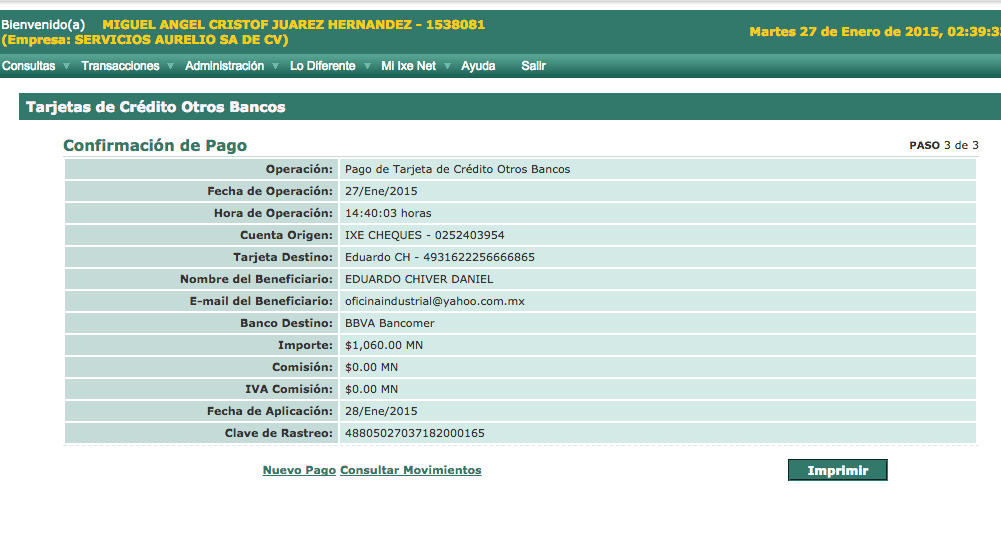 Bienvenido(a) MIGUEL ANGEL CRISTOF JUAREZ HERNANDEZ - 1538081
(Empresa: SERVICIOS AURELIO SA DE CV)
Martes 27 de Enero de 2015, 02:39:3
Consultas Transacciones Administración Lo Diferente Mi Ixe Net Ayuda Salir
Tarjetas de Crédito Otros Bancos
Confirmación de Pago PASO 3 de 3
Operación: Pago de Tarjeta de Crédito Otros Bancos
Fecha de Operación: 27/Ene/2015
Hora de Operación: 14:40:03 horas
Cuenta Origen: IXE CHEQUES - 0252403954
Tarjeta Destino: Eduardo CH - 4931622256666865
Nombre del Beneficiario: EDUARDO CHIVER DANIEL
E-mail del Beneficiario: oficinaindustrial@yahoo.com.mx
Banco Destino: BBVA Bancomer
Importe: $1,060.00 MN
Comisión: $0.00 MN
IVA Comisión: $0.00 MN
Fecha de Aplicación: 28/Ene/2015
Clave de Rastreo: 48805027037182000165
Nuevo Pago Consultar Movimientos Imprimir